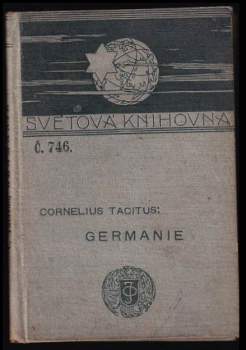 SVĚTOVÁ KNIHOVNA
Č. 746.
CORNELIUS TACITUS:
GERMANIE